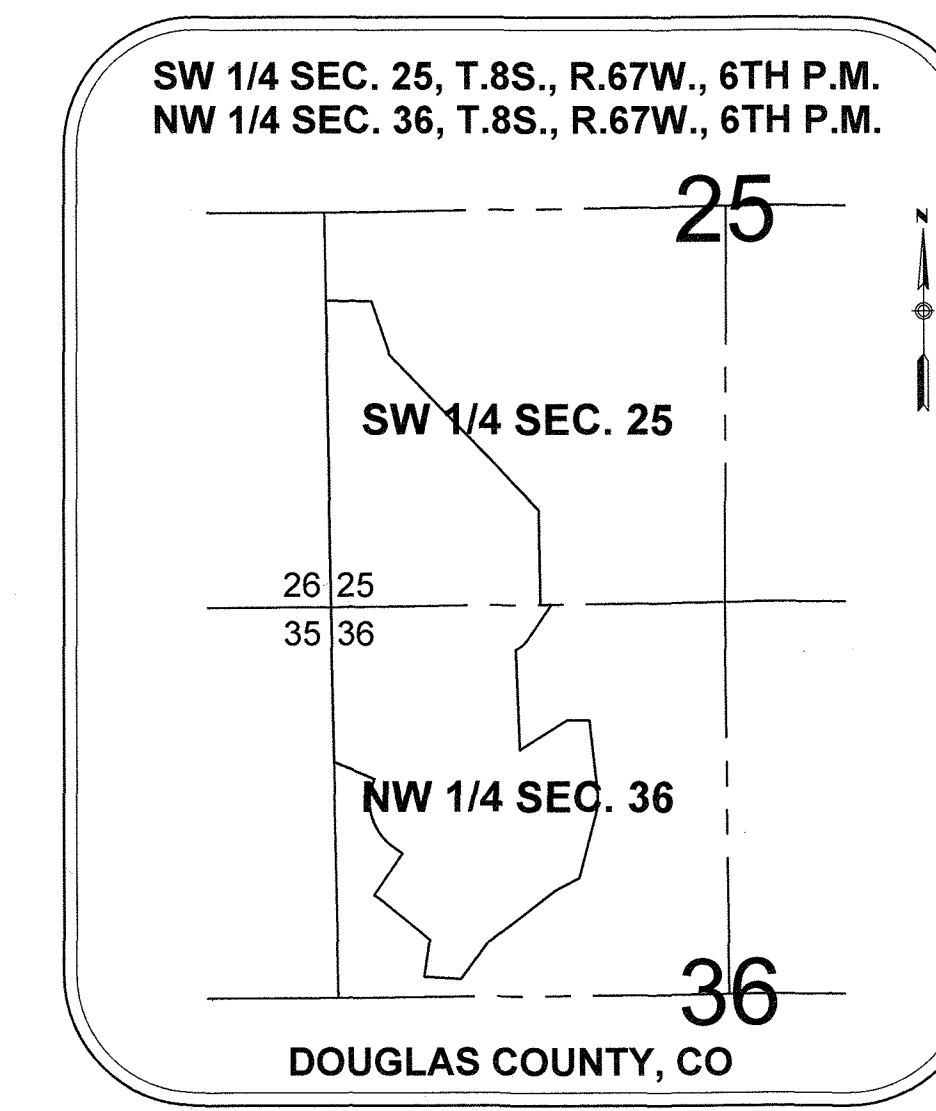 SW 1/4 SEC. 25, T.8S., R.67W., 6TH P.M.
NW 1/4 SEC. 36, T.8S., R.67W., 6TH P.M.
25
N
SW 1/4 SEC. 25
26 25
35 36
NW 1/4 SEC. 36
36
DOUGLAS COUNTY, CO